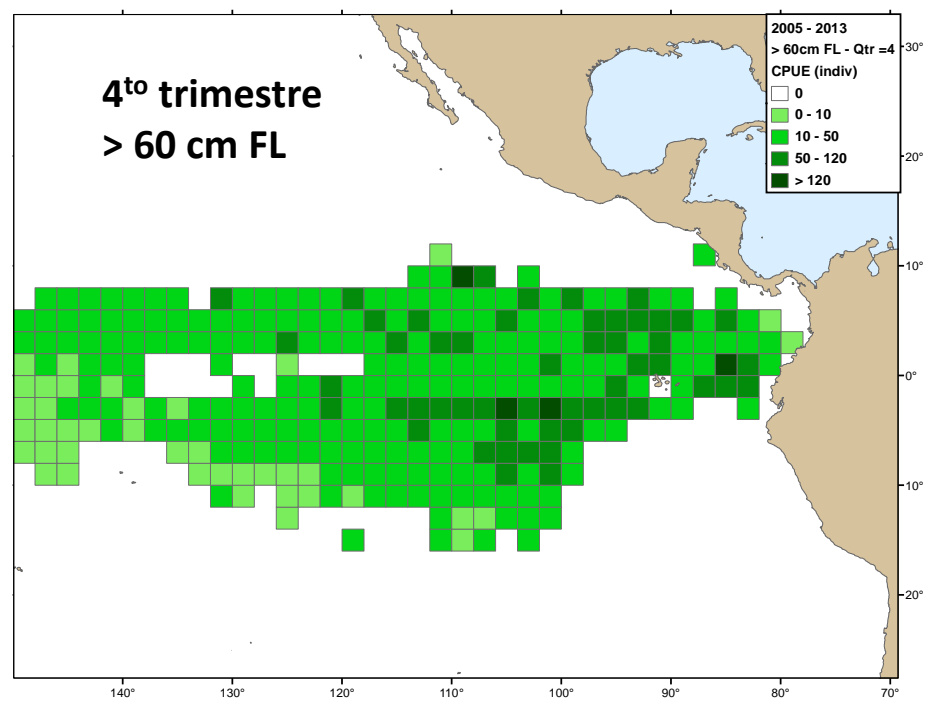 4to trimestre
> 60 cm FL
2005 - 2013
> 60cm FL - Qtr =4
CPUE (indiv)
0
0 - 10
10 - 50
50 - 120
> 120
30°
20°
10°
0°
10°
20°
140°
130°
120°
110°
100°
90°
80°
70°